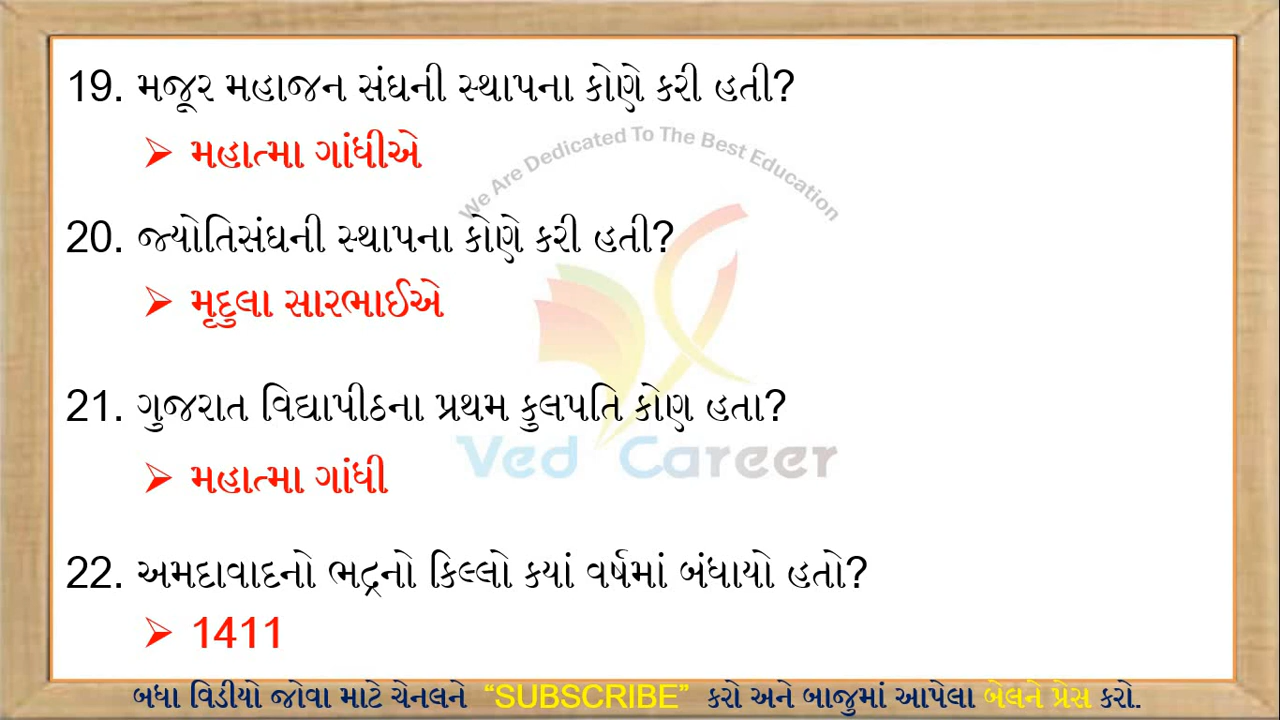 19. મજૂર મહાજન સંઘની સ્થાપના કોણે કરી હતી?
➢ મહાત્મા ગાંધીએ
We Are Dedicated To The Best Education
20. જ્યોતિસંઘની સ્થાપના કોણે કરી હતી?
➢ મૃદુલા સારભાઈએ
21. ગુજરાત વિદ્યાપીઠના પ્રથમ કુલપતિ કોણ હતા?
Ved Career
➢ મહાત્મા ગાંધી
22. અમદાવાદનો ભદ્રનો કિલ્લો કયાં વર્ષમાં બંધાયો હતો?
➢ 1411
બધા વિડીયો જોવા માટે ચેનલને “SUBSCRIBE” કરો અને બાજુમાં આપેલા બેલને પ્રેસ કરો.